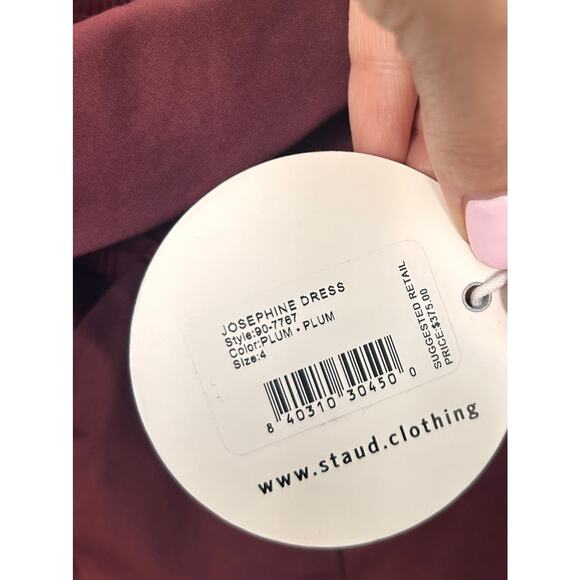 JOSEPHINE DRESS
Style:90-7767
Color:PLUM - PLUM
Size:4
8 40310 30450 0
SUGGESTED RETAIL
PRICE:$375.00
www.staud.clothing